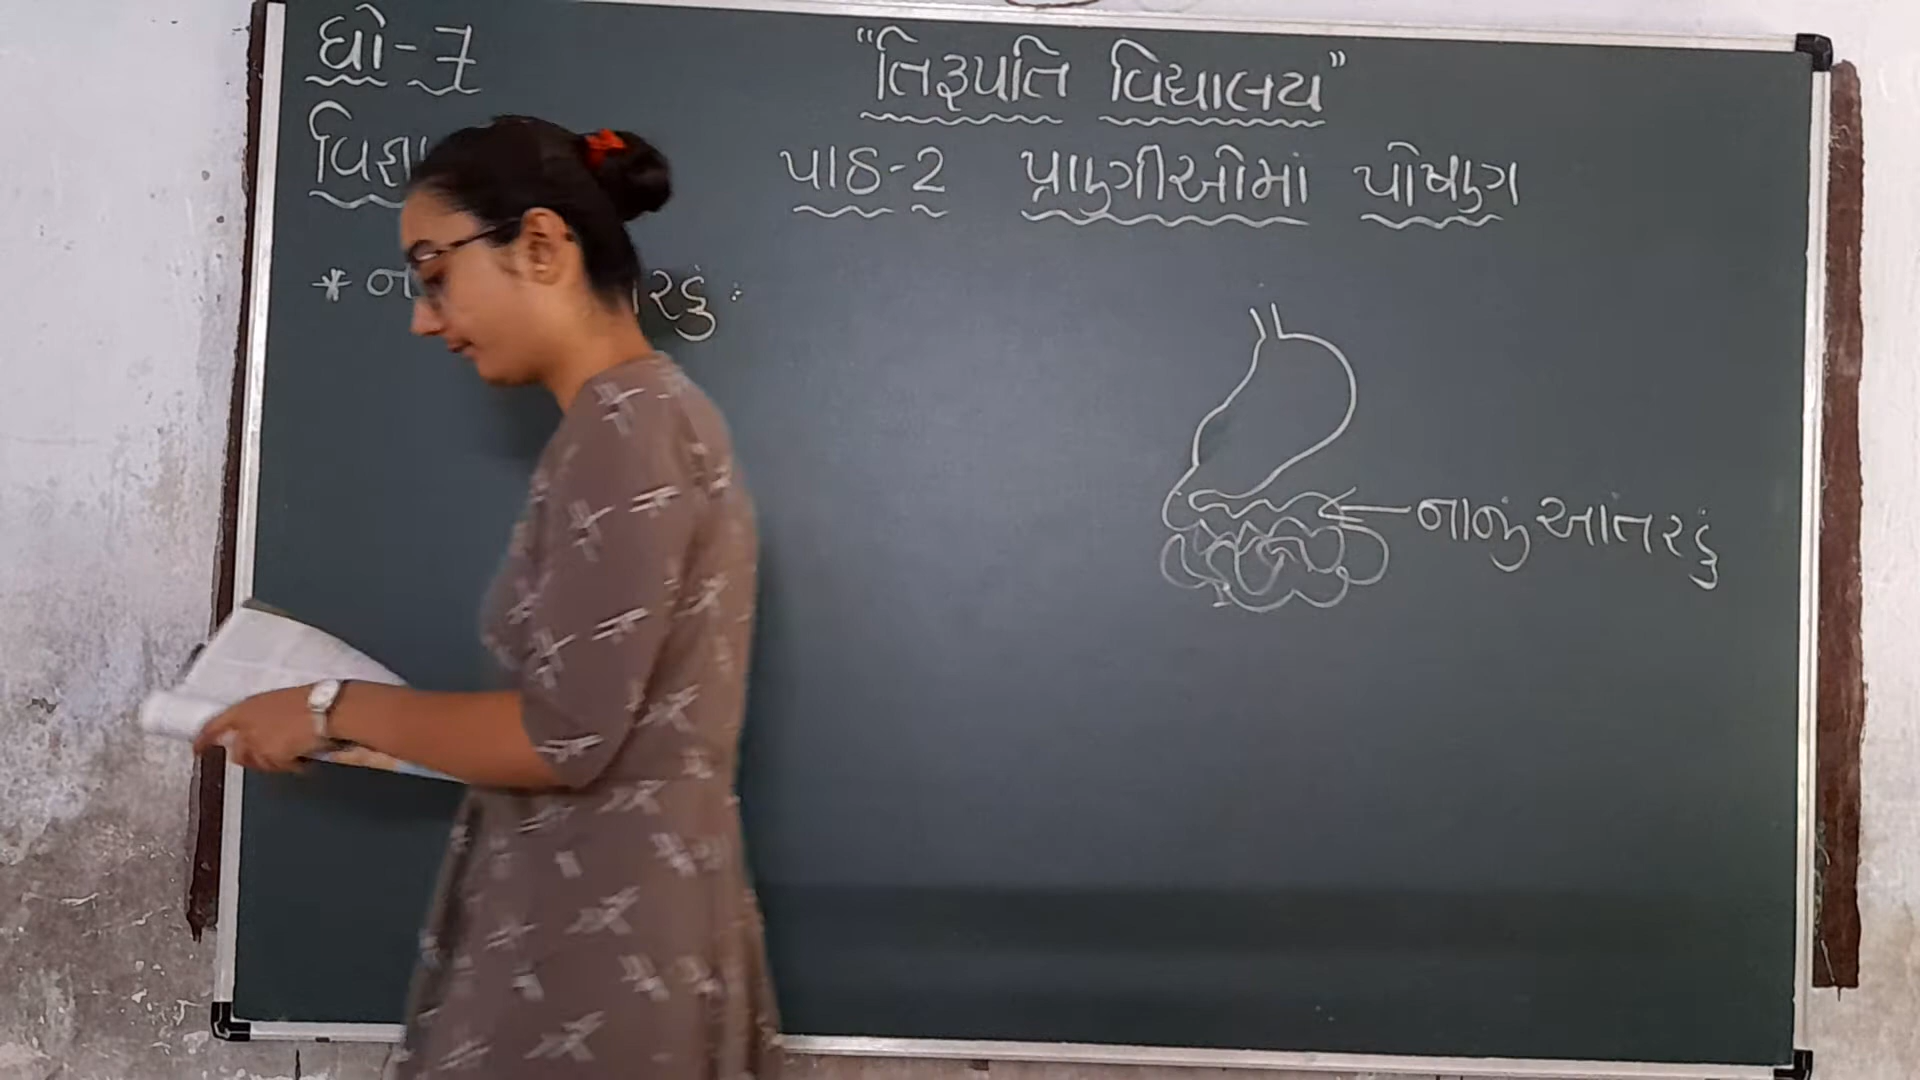 ધો-7
"તિરૂપતિ વિદ્યાલય"
પાઠ-2 પ્રાણીઓમાં પોષણ
નાનું આંતરડું